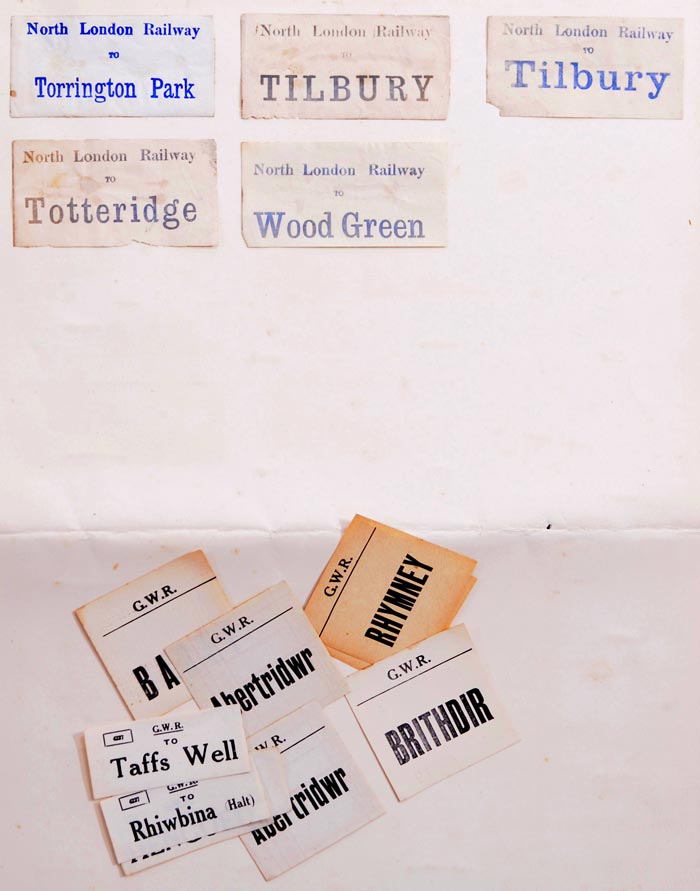 North London Railway
TO
Torrington Park
North London Railway
TO
TILBURY
North London Railway
TO
Tilbury
North London Railway
TO
Totteridge
North London Railway
TO
Wood Green
G.W.R.
RHYMNEY
G.W.R.
G.W.R.
Abertridwr
G.W.R.
BRITHDIR
G.W.R.
TO
Taffs Well
W.R.
Abertridwr
G.W.R.
TO
Rhiwbina (Halt)